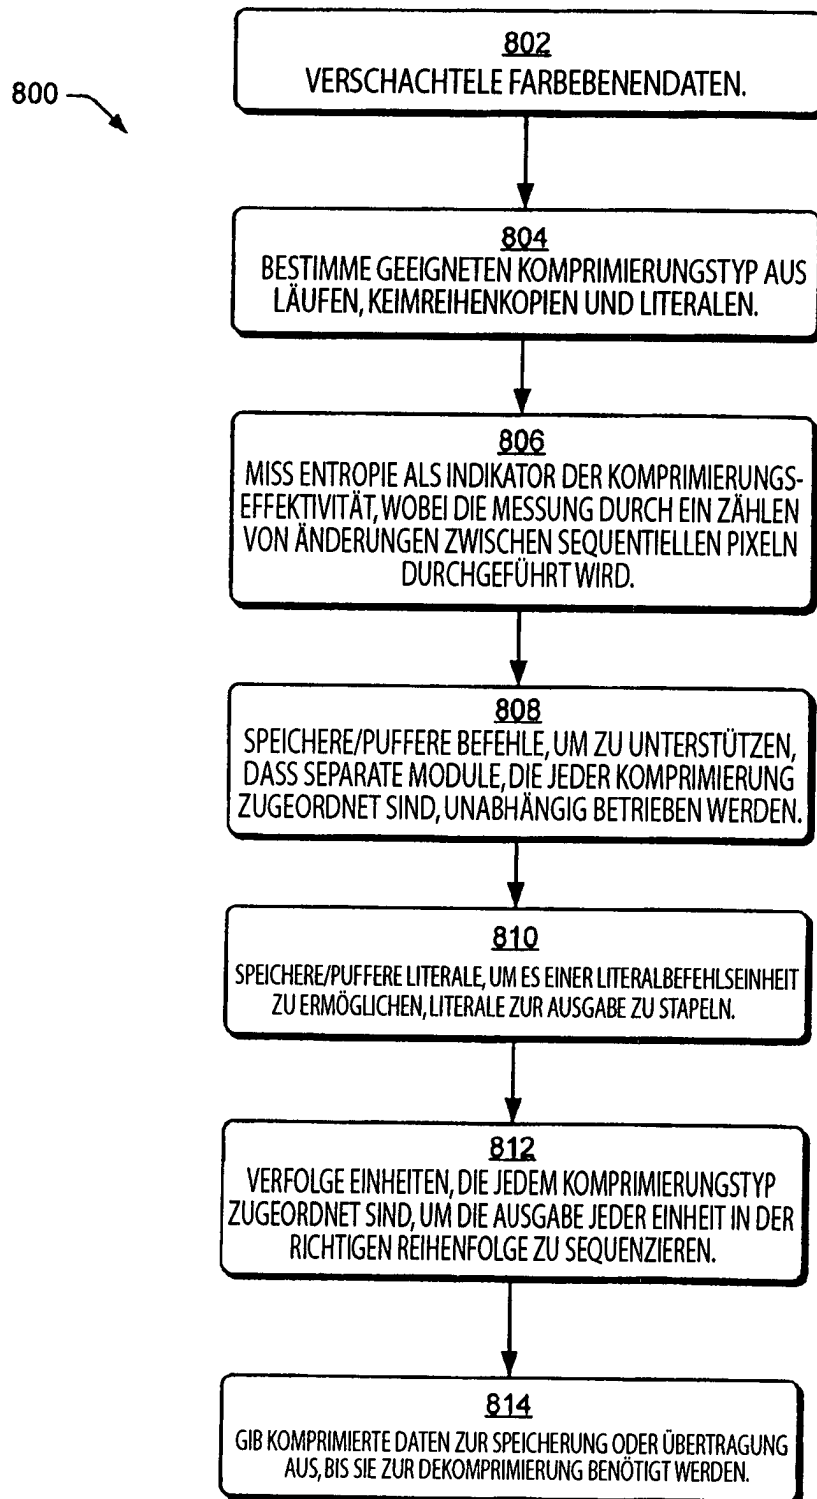 800
802
VERSCHACHTELE FARBEBENENDATEN.
804
BESTIMME GEEIGNETEN KOMPRIMIERUNGSTYP AUS
LÄUFEN, KEIMREIHENKOPIEN UND LITERALEN.
806
MISS ENTROPIE ALS INDIKATOR DER KOMPRIMIERUNGS-
EFFEKTIVITÄT, WOBEI DIE MESSUNG DURCH EIN ZÄHLEN
VON ÄNDERUNGEN ZWISCHEN SEQUENTIELLEN PIXELN
DURCHGEFÜHRT WIRD.
808
SPEICHERE/PUFFERE BEFEHLE, UM ZU UNTERSTÜTZEN,
DASS SEPARATE MODULE, DIE JEDER KOMPRIMIERUNG
ZUGEORDNET SIND, UNABHÄNGIG BETRIEBEN WERDEN.
810
SPEICHERE/PUFFERE LITERALE, UM ES EINER LITERALBEFEHLSEINHEIT
ZU ERMÖGLICHEN, LITERALE ZUR AUSGABE ZU STAPELN.
812
VERFOLGE EINHEITEN, DIE JEDEM KOMPRIMIERUNGSTYP
ZUGEORDNET SIND, UM DIE AUSGABE JEDER EINHEIT IN DER
RICHTIGEN REIHENFOLGE ZU SEQUENZIEREN.
814
GIB KOMPRIMIERTE DATEN ZUR SPEICHERUNG ODER ÜBERTRAGUNG
AUS, BIS SIE ZUR DEKOMPRIMIERUNG BENÖTIGT WERDEN.